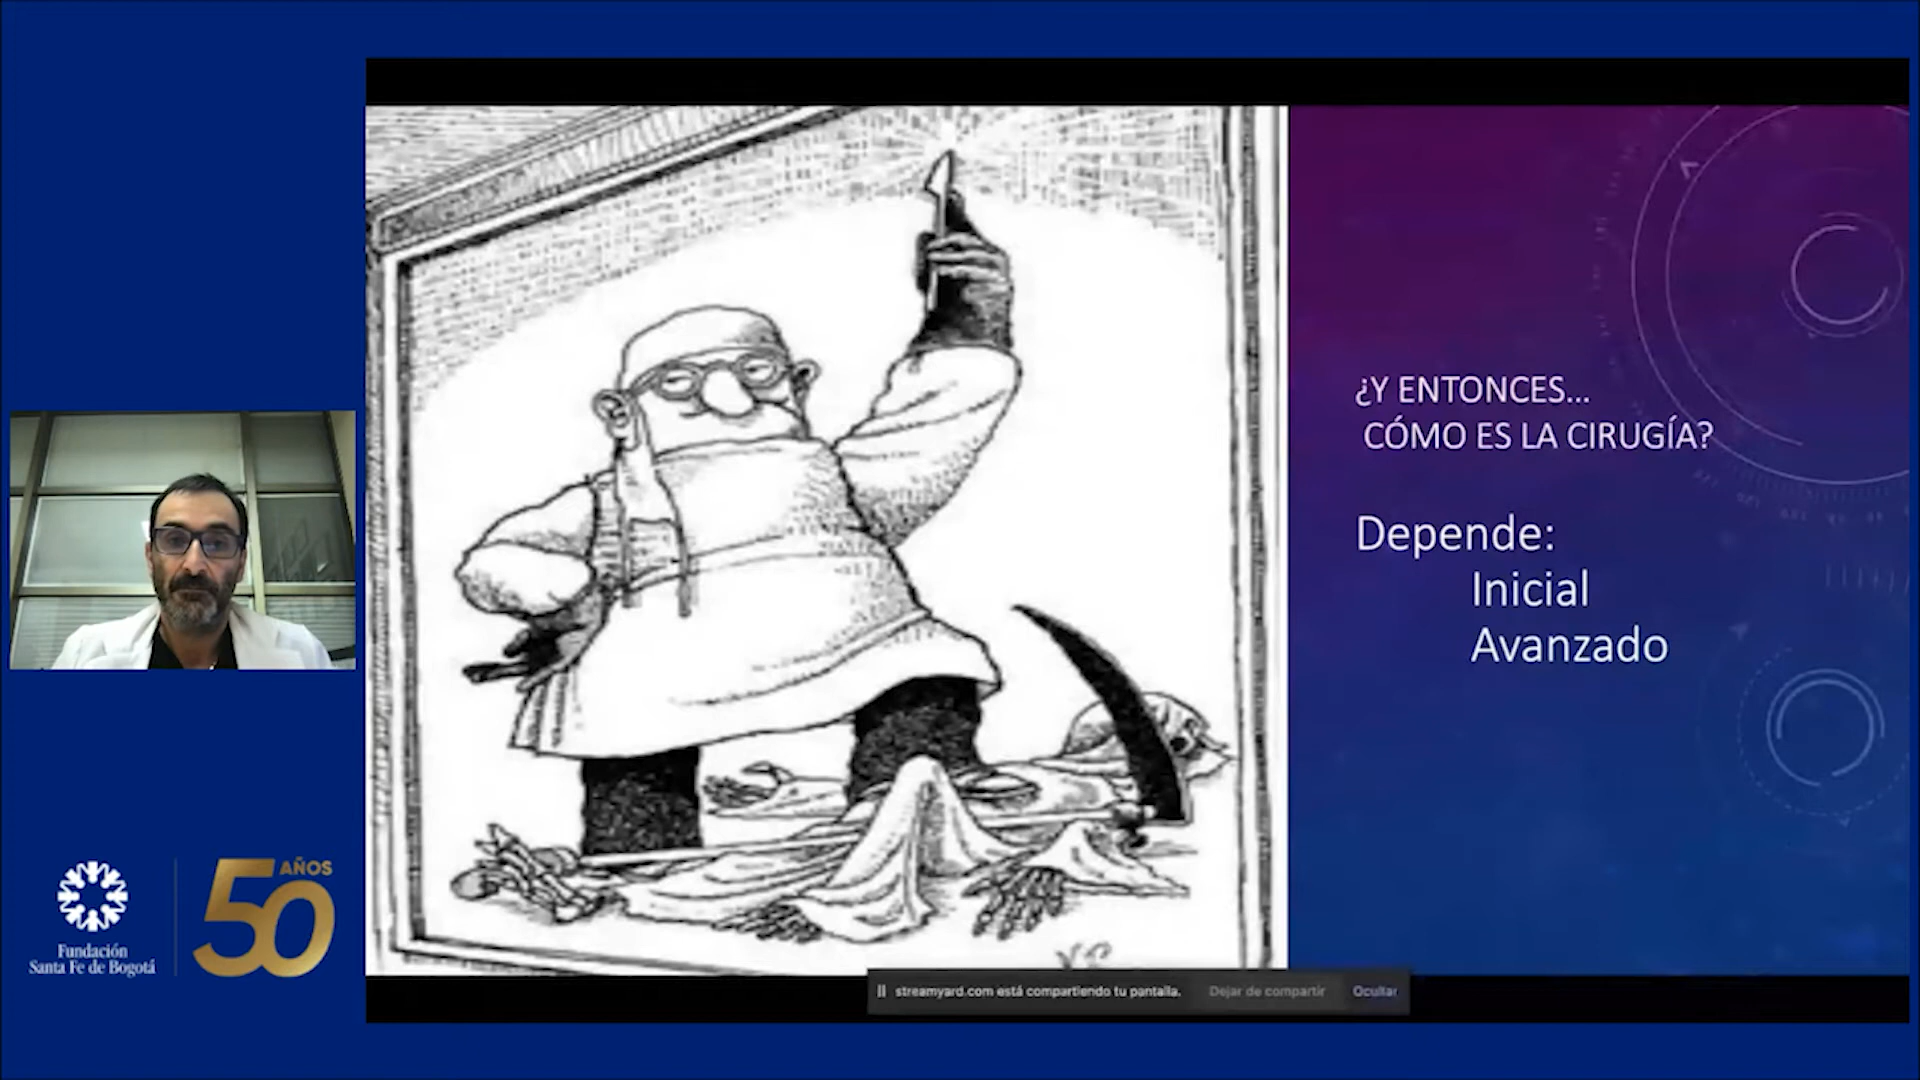 ¿Y ENTONCES...
CÓMO ES LA CIRUGÍA?
Depende:
Inicial
Avanzado
Fundación
Santa Fe de Bogotá
50 AÑOS
streamyard.com está compartiendo tu pantalla.
Dejar de compartir
Ocultar